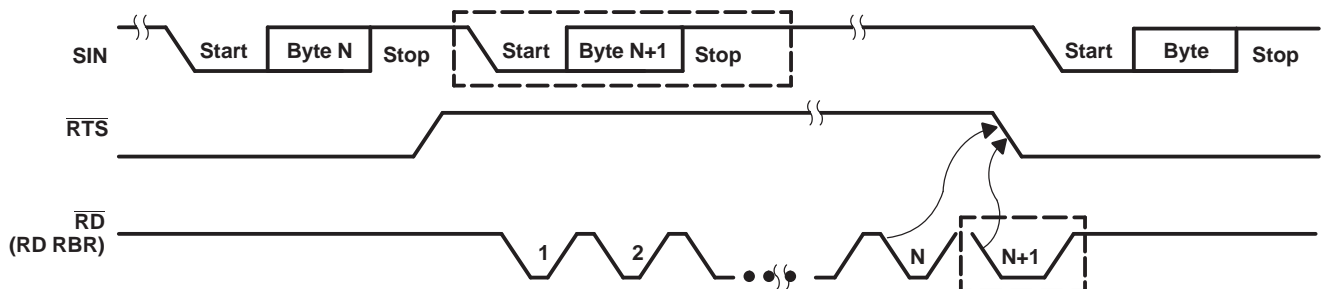 SIN
Start Byte N Stop Start Byte N+1 Stop Start Byte Stop
RTS
RD
(RD RBR)
1 2 N N+1